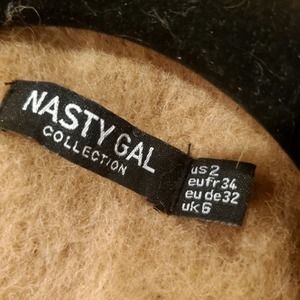 NASTY GAL
COLLECTION
us 2
eu fr 34
eu de 32
uk 6